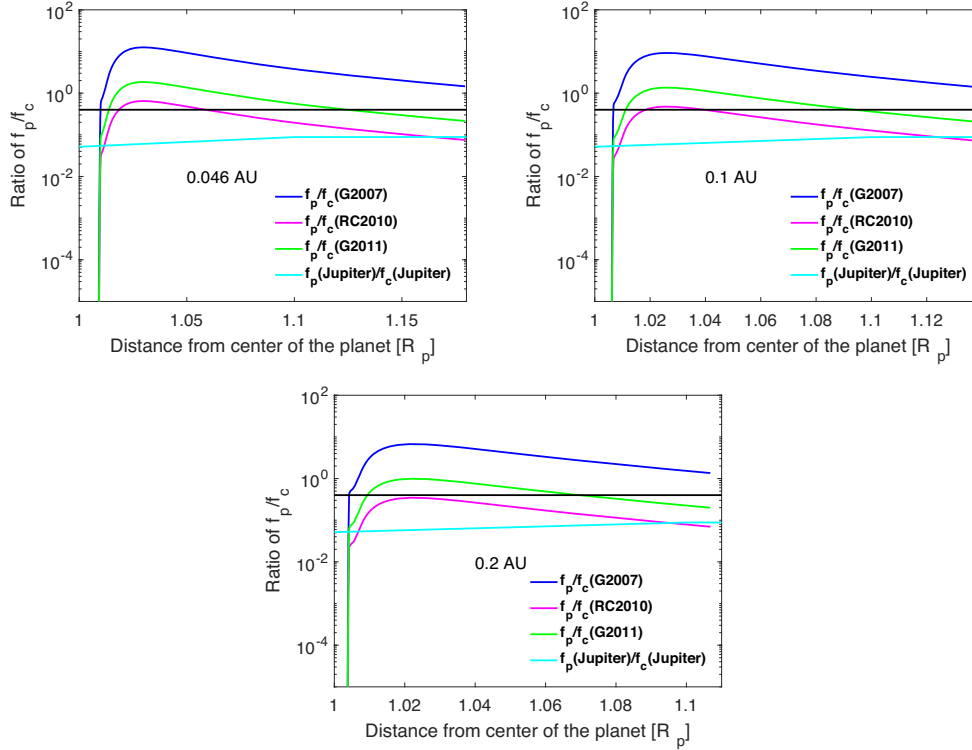 10^2
10^0
10^-2
10^-4
Ratio of f_p/f_c
0.046 AU
f_p/f_c(G2007)
f_p/f_c(RC2010)
f_p/f_c(G2011)
f_p(Jupiter)/f_c(Jupiter)
1 1.05 1.1 1.15
Distance from center of the planet [R_p]
10^2
10^0
10^-2
10^-4
Ratio of f_p/f_c
0.1 AU
f_p/f_c(G2007)
f_p/f_c(RC2010)
f_p/f_c(G2011)
f_p(Jupiter)/f_c(Jupiter)
1 1.02 1.04 1.06 1.08 1.1 1.12
Distance from center of the planet [R_p]
10^2
10^0
10^-2
10^-4
Ratio of f_p/f_c
0.2 AU
f_p/f_c(G2007)
f_p/f_c(RC2010)
f_p/f_c(G2011)
f_p(Jupiter)/f_c(Jupiter)
1 1.02 1.04 1.06 1.08 1.1
Distance from center of the planet [R_p]